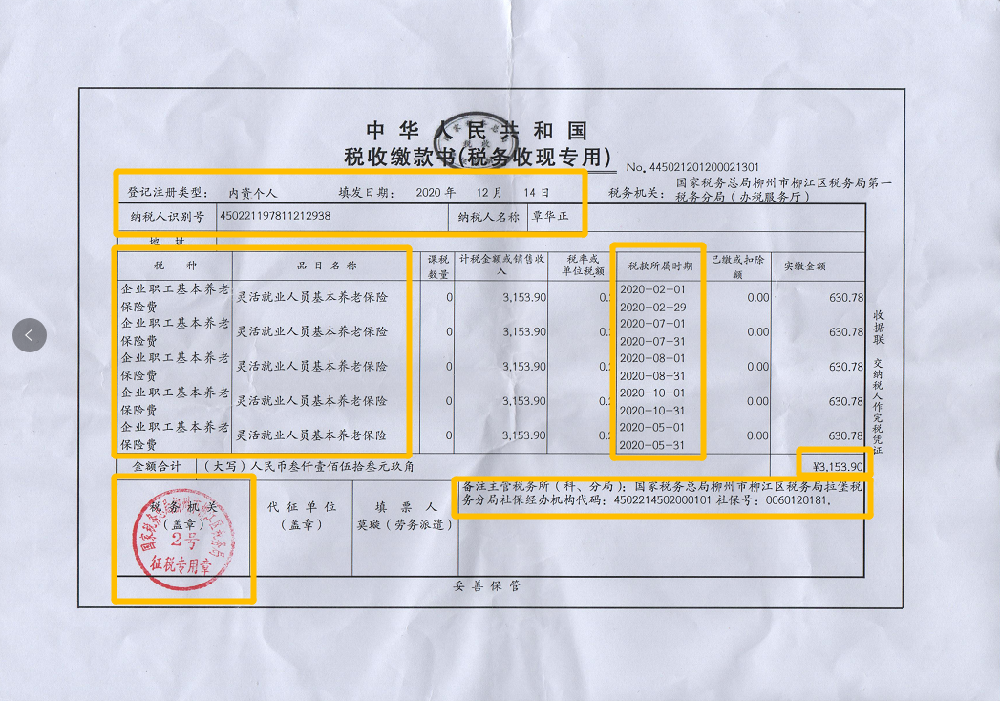 中华人民共和国
税收缴款书(税务收现专用)
No. 445021201200021301
登记注册类型： 内资个人 填发日期： 2020 年 12 月 14 日 税务机关： 国家税务总局柳州市柳江区税务局第一
税务分局（办税服务厅）
纳税人识别号 450221197811212938 纳税人名称 覃华正
地 址
税 种 品目名称 课税数量 计税金额或销售收入 税率或单位税额 税款所属时期 已缴或扣除额 实缴金额
企业职工基本养老保险费 灵活就业人员基本养老保险 0 3,153.90 0.2 2020-02-01 2020-02-29 0.00 630.78
企业职工基本养老保险费 灵活就业人员基本养老保险 0 3,153.90 0.2 2020-07-01 2020-07-31 0.00 630.78
企业职工基本养老保险费 灵活就业人员基本养老保险 0 3,153.90 0.2 2020-08-01 2020-08-31 0.00 630.78
企业职工基本养老保险费 灵活就业人员基本养老保险 0 3,153.90 0.2 2020-10-01 2020-10-31 0.00 630.78
企业职工基本养老保险费 灵活就业人员基本养老保险 0 3,153.90 0.2 2020-05-01 2020-05-31 0.00 630.78
金额合计 （大写）人民币叁仟壹佰伍拾叁元玖角 ¥3,153.90
税务机关
（盖章）
2号
征税专用章
代征单位
（盖章）
填 票 人
莫璇（劳务派遣）
备注主管税务所（科、分局）：国家税务总局柳州市柳江区税务局拉堡税
务分局社保经办机构代码：4502214502000101 社保号：0060120181,
妥善保管
收据联 交纳税人作完税凭证